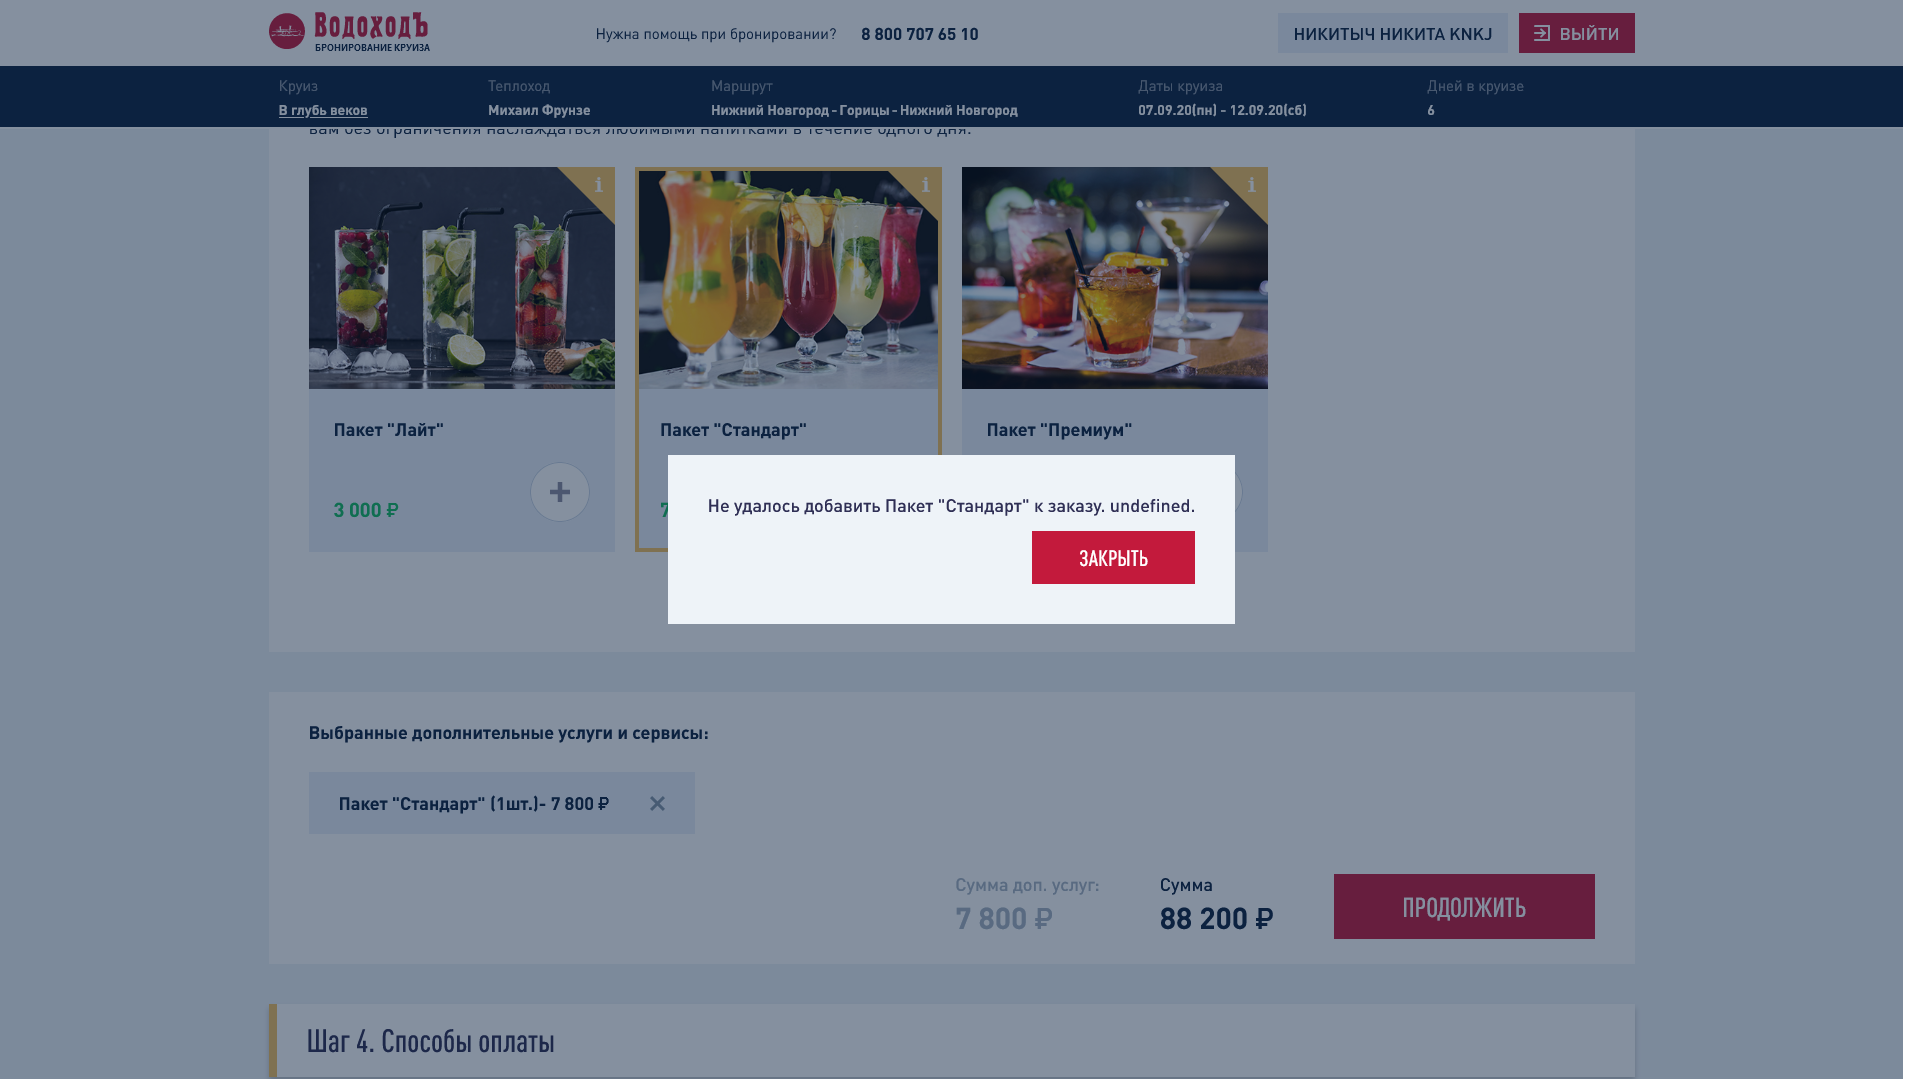 ВодоходЪ
БРОНИРОВАНИЕ КРУИЗА
Нужна помощь при бронировании? 8 800 707 65 10
НИКИТЫЧ НИКИТА KNKJ
ВЫЙТИ
Круиз
В глубь веков
Теплоход
Михаил Фрунзе
Маршрут
Нижний Новгород - Горицы - Нижний Новгород
Даты круиза
07.09.20(пн) - 12.09.20(сб)
Дней в круизе
6
вам без ограничения наслаждаться любимыми напитками в течение одного дня.
i
i
i
Пакет "Лайт"
3 000 ₽
Пакет "Стандарт"
7
Пакет "Премиум"
Не удалось добавить Пакет "Стандарт" к заказу. undefined.
ЗАКРЫТЬ
Выбранные дополнительные услуги и сервисы:
Пакет "Стандарт" (1шт.)- 7 800 ₽
Сумма доп. услуг:
7 800 ₽
Сумма
88 200 ₽
ПРОДОЛЖИТЬ
Шаг 4. Способы оплаты